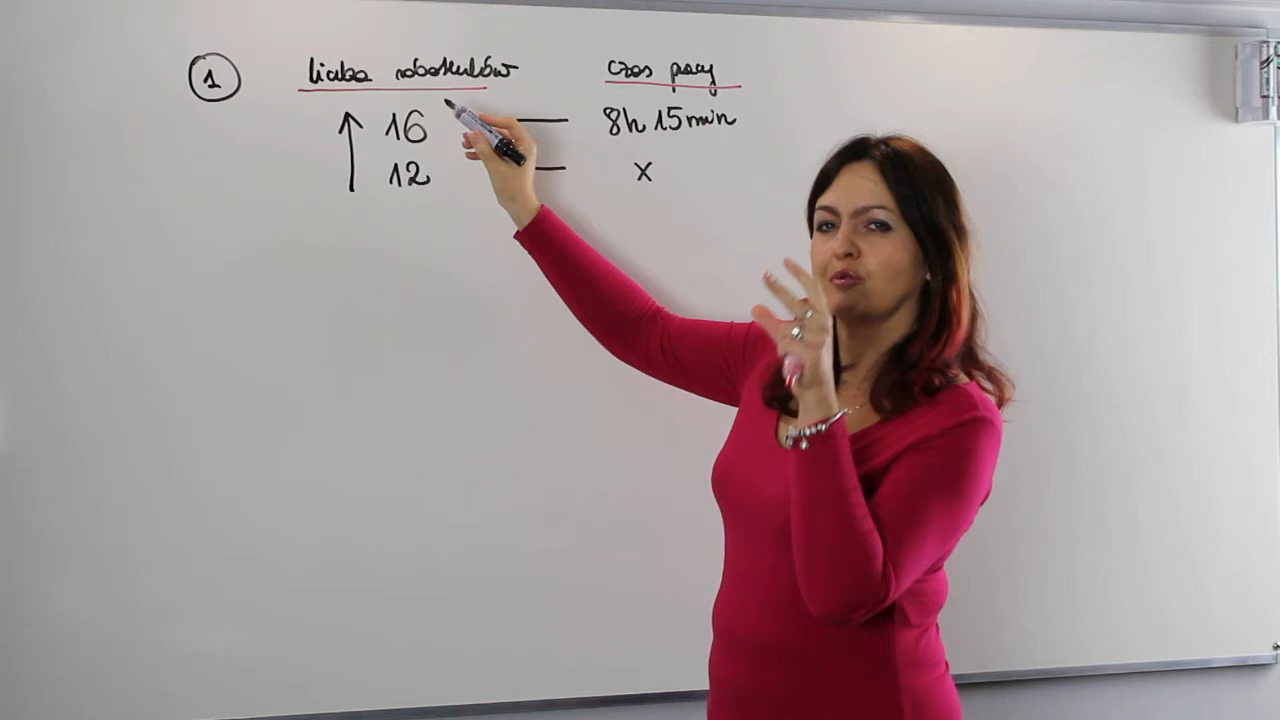 1 liczba robotników czas pracy
16 — 8h 15min
12 — x